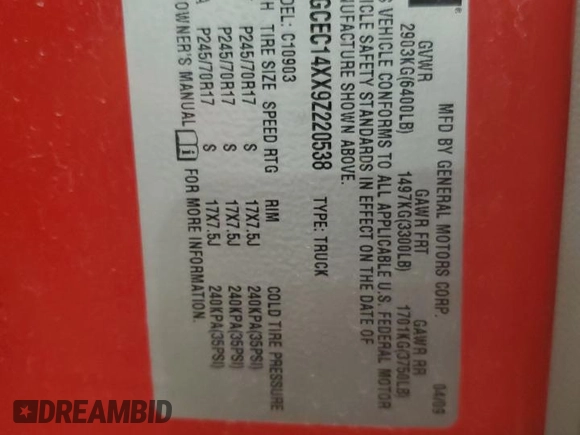 MFD BY GENERAL MOTORS CORP. 04/09
GVWR GAWR FRT GAWR RR
2903KG(6400LB) 1497KG(3300LB) 1701KG(3750LB)
S VEHICLE CONFORMS TO ALL APPLICABLE U.S. FEDERAL MOTOR
ICLE SAFETY STANDARDS IN EFFECT ON THE DATE OF
NUFACTURE SHOWN ABOVE.
GCEC14XX9Z220538 TYPE: TRUCK
DEL: C10903
H TIRE SIZE SPEED RTG RIM COLD TIRE PRESSURE
P245/70R17 S 17X7.5J 240KPA(35PSI)
P245/70R17 S 17X7.5J 240KPA(35PSI)
A P245/70R17 S 17X7.5J 240KPA(35PSI)
OWNER'S MANUAL i FOR MORE INFORMATION.
DREAMBID